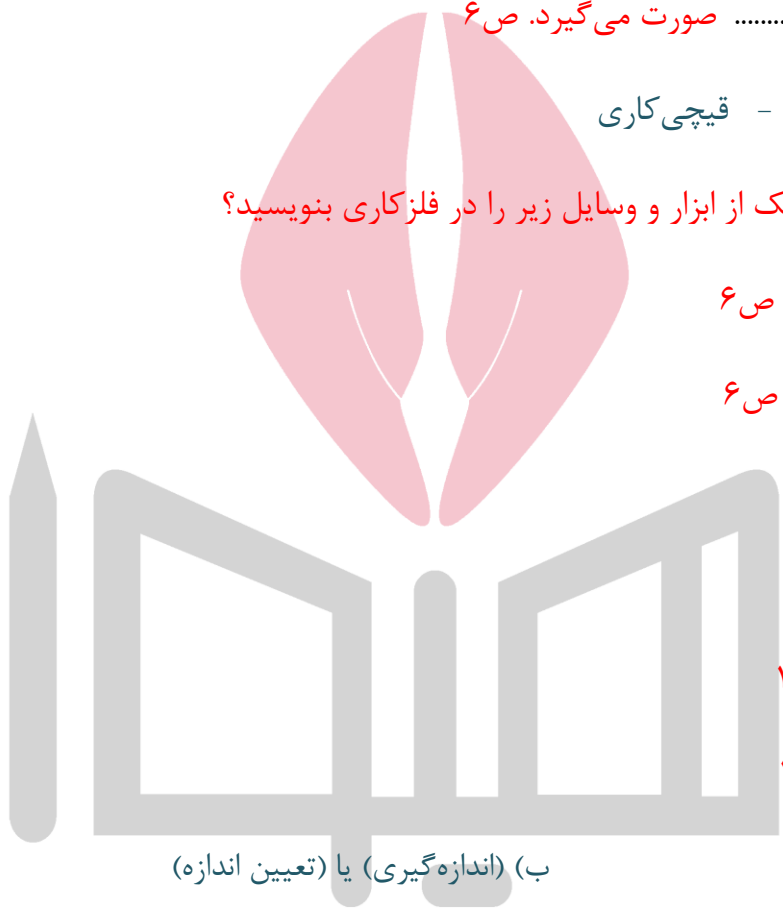 ........ صورت می‌گیرد. ص۶
- قیچی‌کاری
ک از ابزار و وسایل زیر را در فلزکاری بنویسید؟
ص۶
ص۶
ب) (اندازه‌گیری) یا (تعیین اندازه)